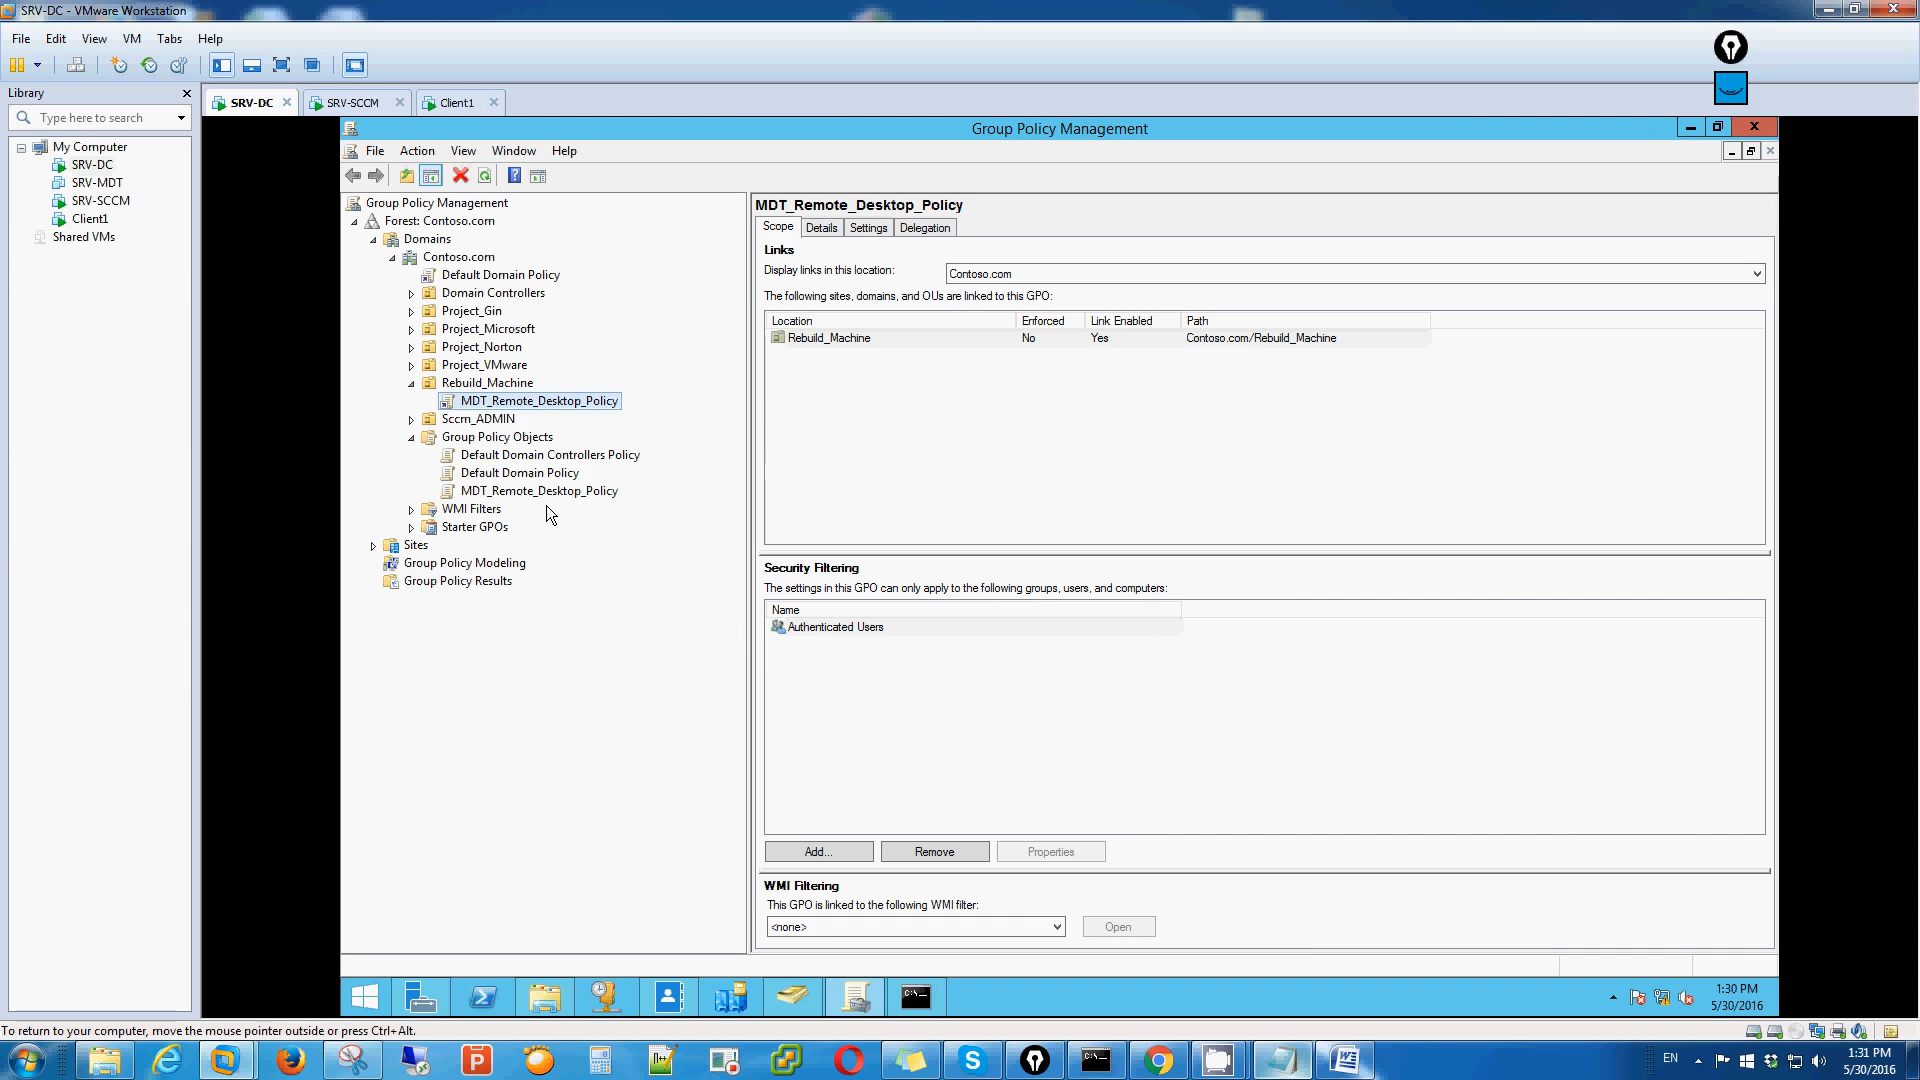 SRV-DC - VMware Workstation
File Edit View VM Tabs Help
Library
Type here to search
My Computer
SRV-DC
SRV-MDT
SRV-SCCM
Client1
Shared VMs
SRV-DC SRV-SCCM Client1
Group Policy Management
File Action View Window Help
Group Policy Management
Forest: Contoso.com
Domains
Contoso.com
Default Domain Policy
Domain Controllers
Project_Gin
Project_Microsoft
Project_Norton
Project_VMware
Rebuild_Machine
MDT_Remote_Desktop_Policy
Sccm_ADMIN
Group Policy Objects
Default Domain Controllers Policy
Default Domain Policy
MDT_Remote_Desktop_Policy
WMI Filters
Starter GPOs
Sites
Group Policy Modeling
Group Policy Results
MDT_Remote_Desktop_Policy
Scope Details Settings Delegation
Links
Display links in this location: Contoso.com
The following sites, domains, and OUs are linked to this GPO:
Location Enforced Link Enabled Path
Rebuild_Machine No Yes Contoso.com/Rebuild_Machine
Security Filtering
The settings in this GPO can only apply to the following groups, users, and computers:
Name
Authenticated Users
Add... Remove Properties
WMI Filtering
This GPO is linked to the following WMI filter:
<none> Open
1:30 PM
5/30/2016
To return to your computer, move the mouse pointer outside or press Ctrl+Alt.
EN
1:31 PM
5/30/2016